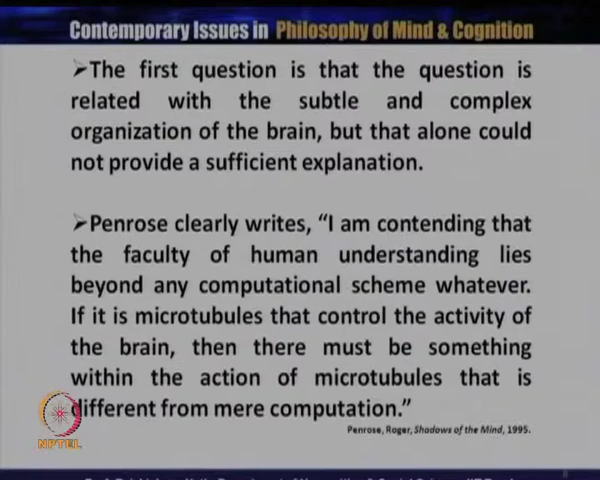 Contemporary Issues in Philosophy of Mind & Cognition
➢The first question is that the question is
related with the subtle and complex
organization of the brain, but that alone could
not provide a sufficient explanation.
➢Penrose clearly writes, “I am contending that
the faculty of human understanding lies
beyond any computational scheme whatever.
If it is microtubules that control the activity of
the brain, then there must be something
within the action of microtubules that is
different from mere computation.”
NPTEL
Penrose, Roger, Shadows of the Mind, 1995.